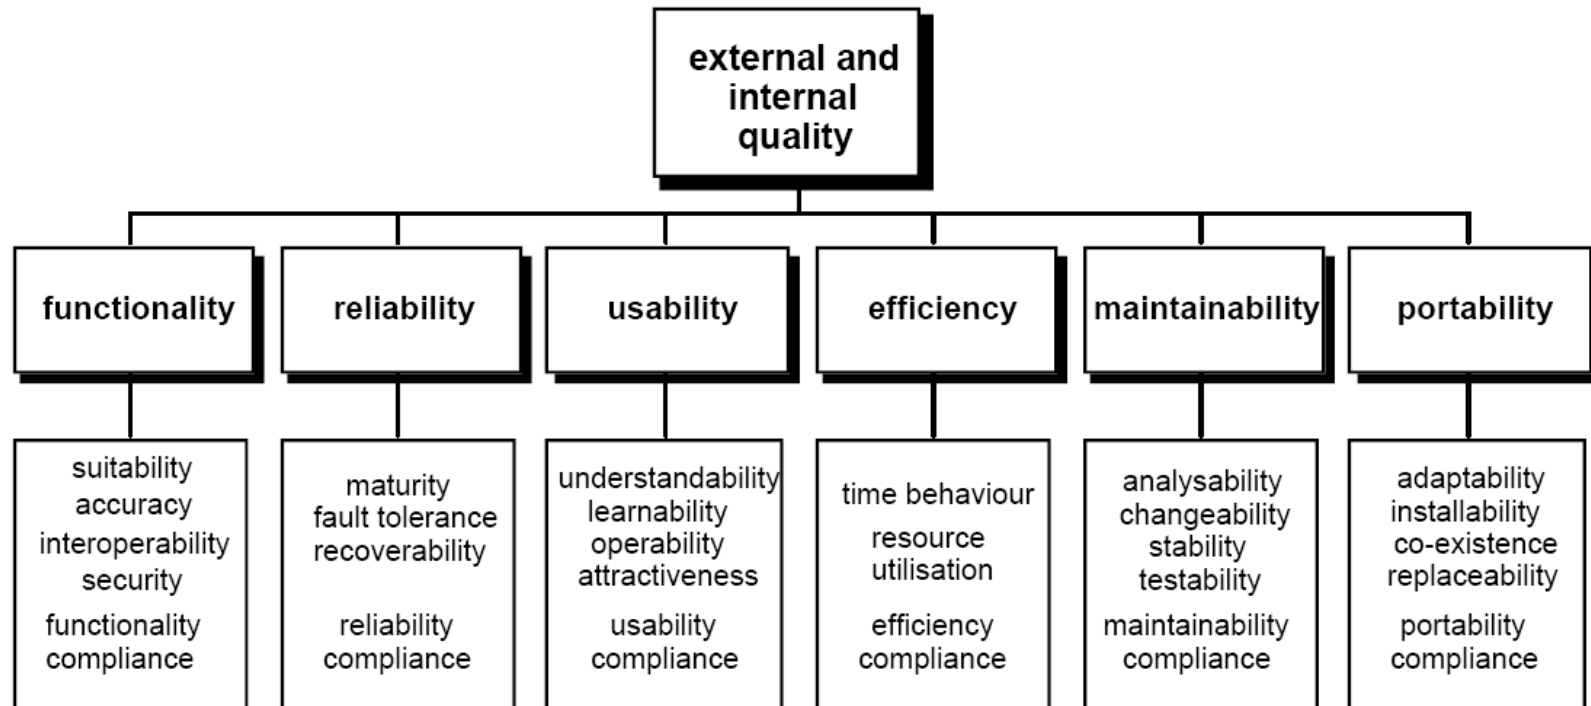 external and
internal
quality
functionality
reliability
usability
efficiency
maintainability
portability
suitability
accuracy
interoperability
security
functionality
compliance
maturity
fault tolerance
recoverability
reliability
compliance
understandability
learnability
operability
attractiveness
usability
compliance
time behaviour
resource
utilisation
efficiency
compliance
analysability
changeability
stability
testability
maintainability
compliance
adaptability
installability
co-existence
replaceability
portability
compliance